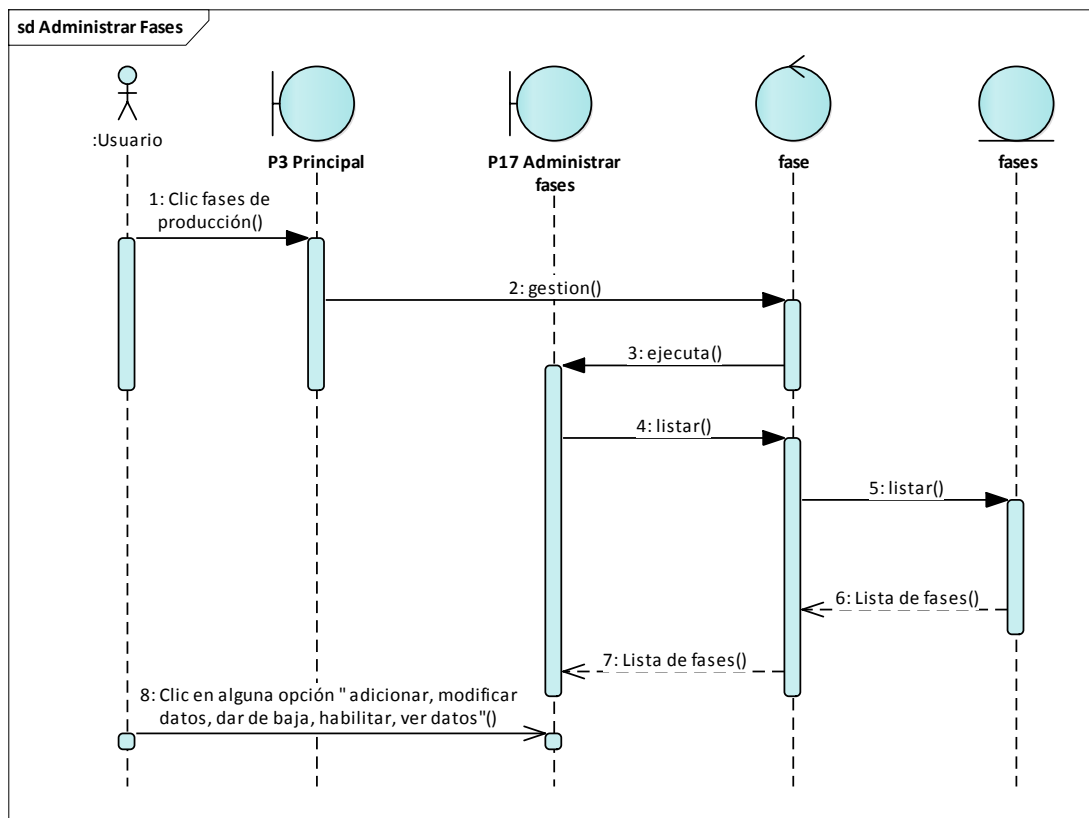 sd Administrar Fases
:Usuario
P3 Principal
P17 Administrar
fases
fase
fases
1: Clic fases de
producción()
2: gestion()
3: ejecuta()
4: listar()
5: listar()
6: Lista de fases()
7: Lista de fases()
8: Clic en alguna opción " adicionar, modificar
datos, dar de baja, habilitar, ver datos"()